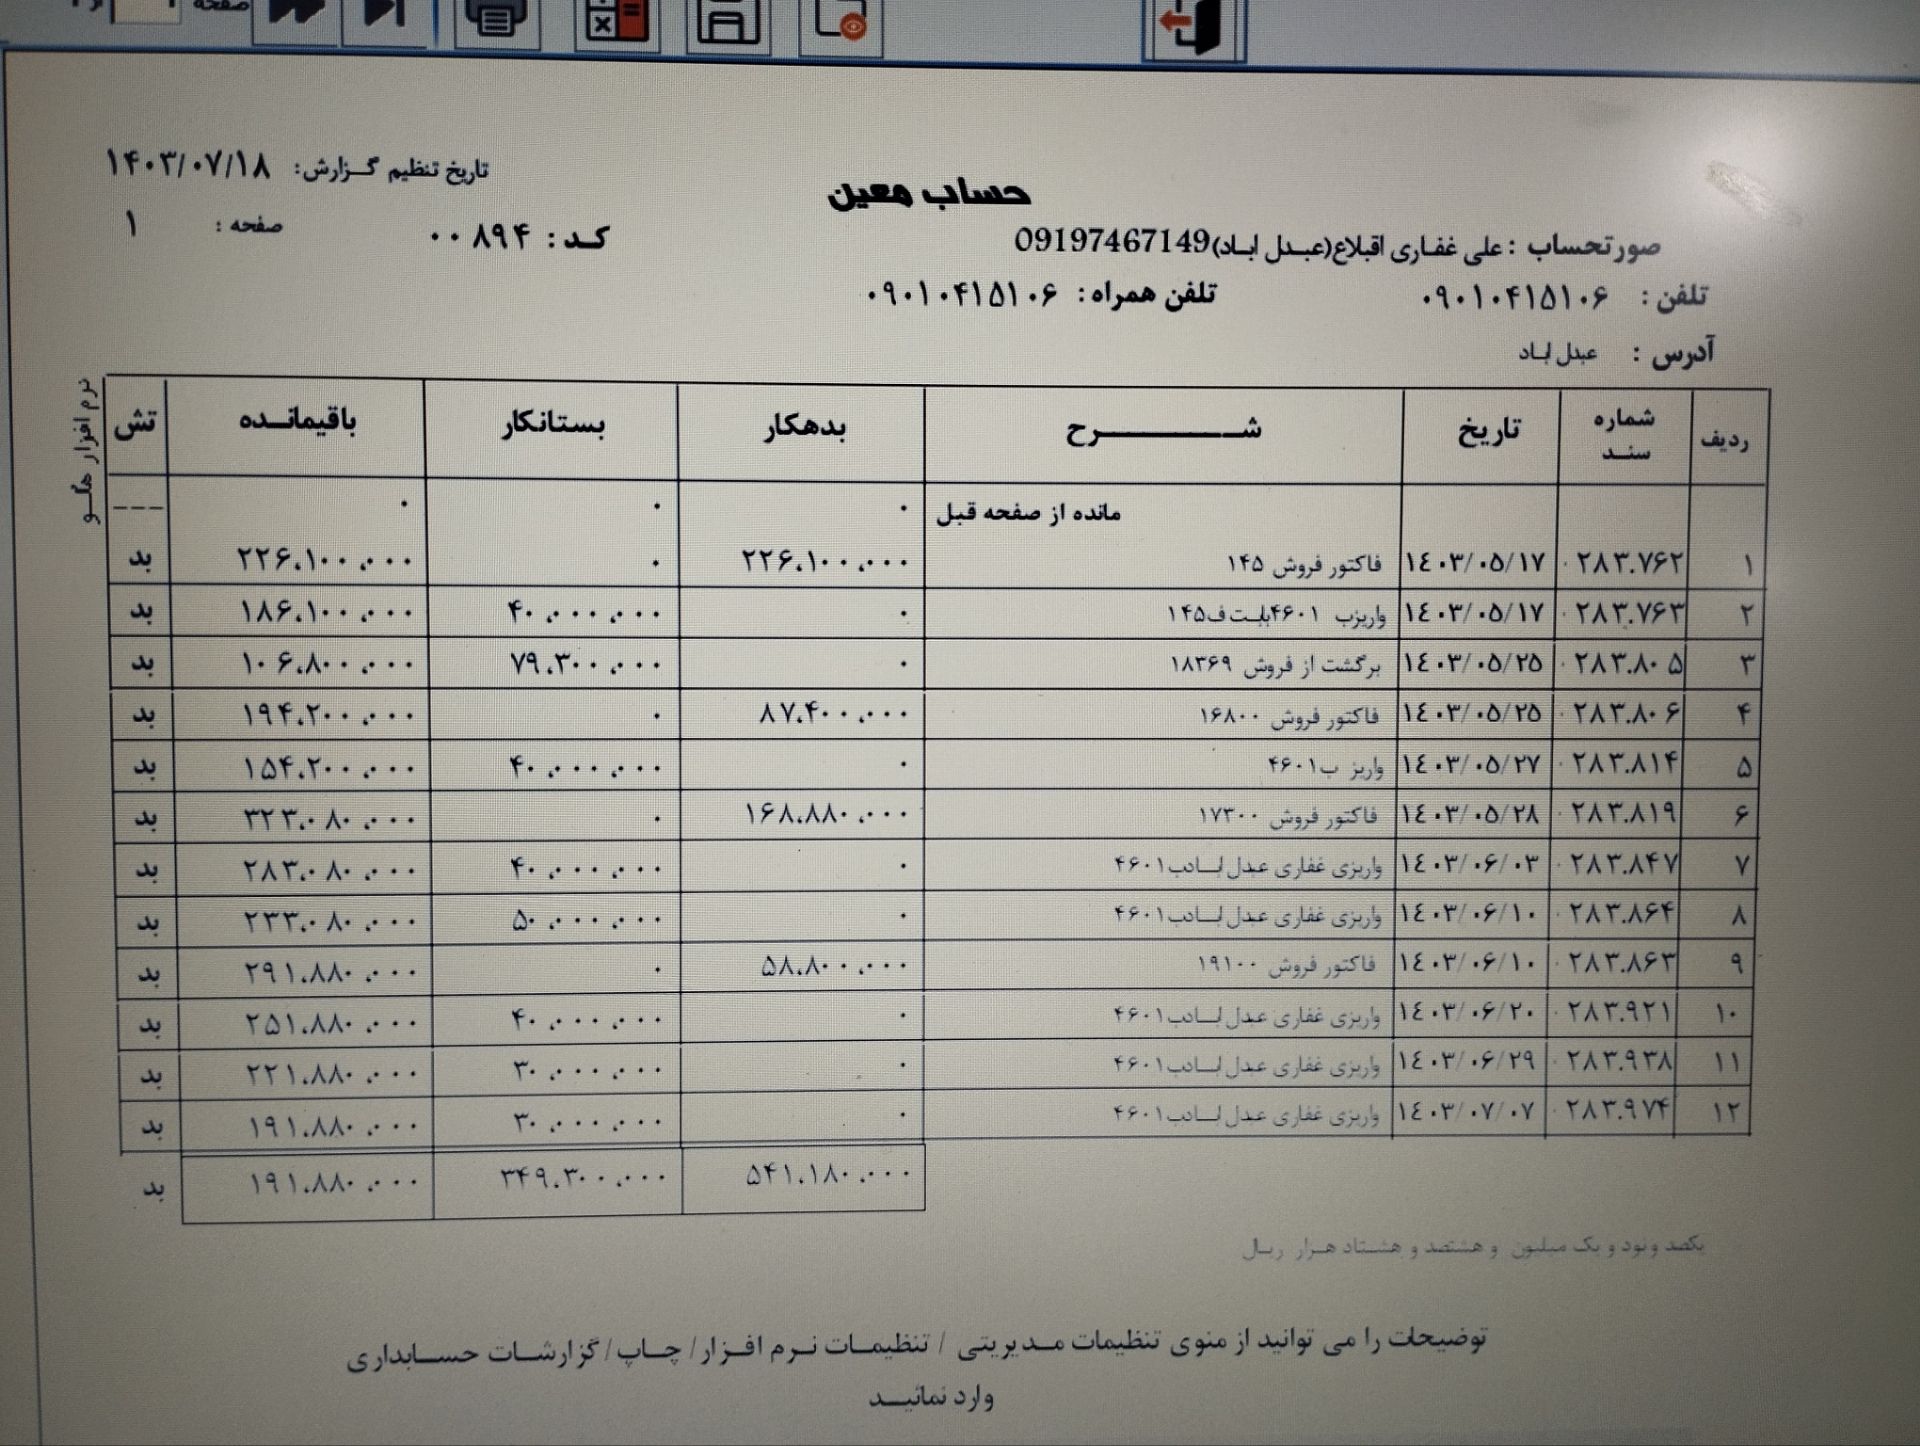 صفحه
تاریخ تنظیم گزارش: ۱۴۰۳/۰۷/۱۸
حساب معین
صورتحساب : علی غفاری اقبلاغ(عبدل اباد)09197467149
کد: ۰۰۸۹۴
صفحه : ۱
تلفن : ۰۹۰۱۰۴۱۵۱۰۶
تلفن همراه: ۰۹۰۱۰۴۱۵۱۰۶
آدرس : عبدل اباد
نرم افزار هلو
ردیف شماره سند تاریخ شرح بدهکار بستانکار باقیمانده تش
مانده از صفحه قبل ۰ ۰ ۰ ---
۱ ۲۸۳.۷۶۲ ۱۴۰۳/۰۵/۱۷ فاکتور فروش ۱۴۵ ۲۲۶.۱۰۰.۰۰۰ ۰ ۲۲۶.۱۰۰.۰۰۰ بد
۲ ۲۸۳.۷۶۳ ۱۴۰۳/۰۵/۱۷ واریزب ۴۶۰۱بابت ف۱۴۵ ۰ ۴۰.۰۰۰.۰۰۰ ۱۸۶.۱۰۰.۰۰۰ بد
۳ ۲۸۳.۸۰۵ ۱۴۰۳/۰۵/۲۵ برگشت از فروش ۱۸۳۶۹ ۰ ۷۹.۳۰۰.۰۰۰ ۱۰۶.۸۰۰.۰۰۰ بد
۴ ۲۸۳.۸۰۶ ۱۴۰۳/۰۵/۲۵ فاکتور فروش ۱۶۸۰۰ ۸۷.۴۰۰.۰۰۰ ۰ ۱۹۴.۲۰۰.۰۰۰ بد
۵ ۲۸۳.۸۱۴ ۱۴۰۳/۰۵/۲۷ واریز ب۴۶۰۱ ۰ ۴۰.۰۰۰.۰۰۰ ۱۵۴.۲۰۰.۰۰۰ بد
۶ ۲۸۳.۸۱۹ ۱۴۰۳/۰۵/۲۸ فاکتور فروش ۱۷۳۰۰ ۱۶۸.۸۸۰.۰۰۰ ۰ ۳۲۳.۰۸۰.۰۰۰ بد
۷ ۲۸۳.۸۴۷ ۱۴۰۳/۰۶/۰۳ واریزی غفاری عبدل ابادب۴۶۰۱ ۰ ۴۰.۰۰۰.۰۰۰ ۲۸۳.۰۸۰.۰۰۰ بد
۸ ۲۸۳.۸۶۴ ۱۴۰۳/۰۶/۱۰ واریزی غفاری عبدل ابادب۴۶۰۱ ۰ ۵۰.۰۰۰.۰۰۰ ۲۳۳.۰۸۰.۰۰۰ بد
۹ ۲۸۳.۸۶۳ ۱۴۰۳/۰۶/۱۰ فاکتور فروش ۱۹۱۰۰ ۵۸.۸۰۰.۰۰۰ ۰ ۲۹۱.۸۸۰.۰۰۰ بد
۱۰ ۲۸۳.۹۲۱ ۱۴۰۳/۰۶/۲۰ واریزی غفاری عبدل ابادب۴۶۰۱ ۰ ۴۰.۰۰۰.۰۰۰ ۲۵۱.۸۸۰.۰۰۰ بد
۱۱ ۲۸۳.۹۳۸ ۱۴۰۳/۰۶/۲۹ واریزی غفاری عبدل ابادب۴۶۰۱ ۰ ۳۰.۰۰۰.۰۰۰ ۲۲۱.۸۸۰.۰۰۰ بد
۱۲ ۲۸۳.۹۷۴ ۱۴۰۳/۰۷/۰۷ واریزی غفاری عبدل ابادب۴۶۰۱ ۰ ۳۰.۰۰۰.۰۰۰ ۱۹۱.۸۸۰.۰۰۰ بد
۵۴۱.۱۸۰.۰۰۰ ۳۴۹.۳۰۰.۰۰۰ ۱۹۱.۸۸۰.۰۰۰ بد
یکصد و نود و یک میلیون و هشتصد و هشتاد هزار ریال
توضیحات را می توانید از منوی تنظیمات مدیریتی / تنظیمات نرم افزار/ چاپ/ گزارشات حسابداری
وارد نمائید